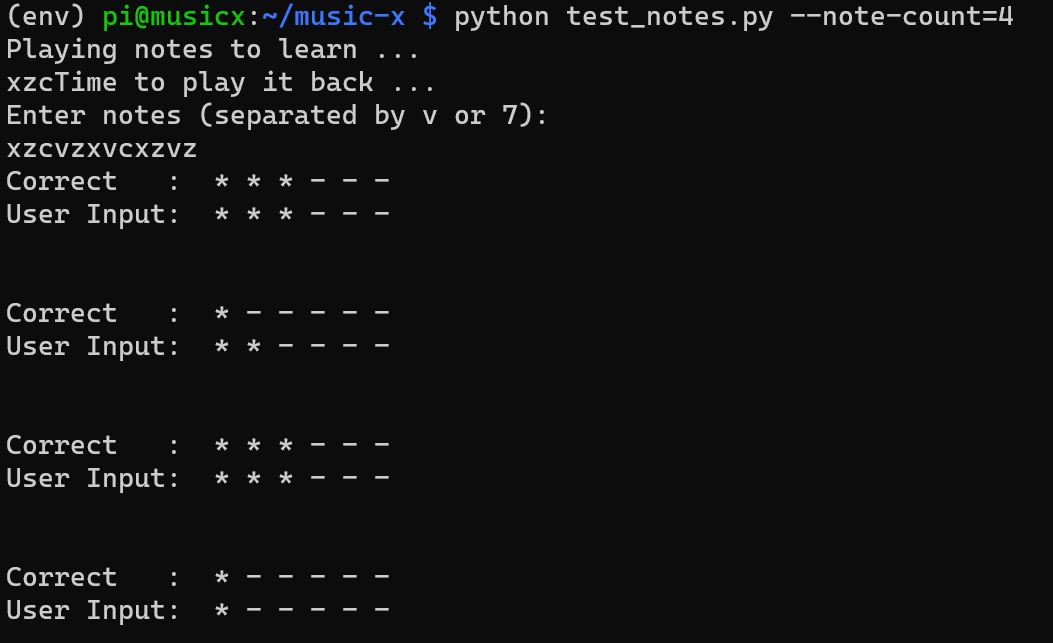 (env) pi@musicx:~/music-x $ python test_notes.py --note-count=4
Playing notes to learn ...
xzcTime to play it back ...
Enter notes (separated by v or 7):
xzcvzxvcxzvz
Correct   :  * * * - - -
User Input:  * * * - - -
Correct   :  * - - - - -
User Input:  * * - - - -
Correct   :  * * * - - -
User Input:  * * * - - -
Correct   :  * - - - - -
User Input:  * - - - - -